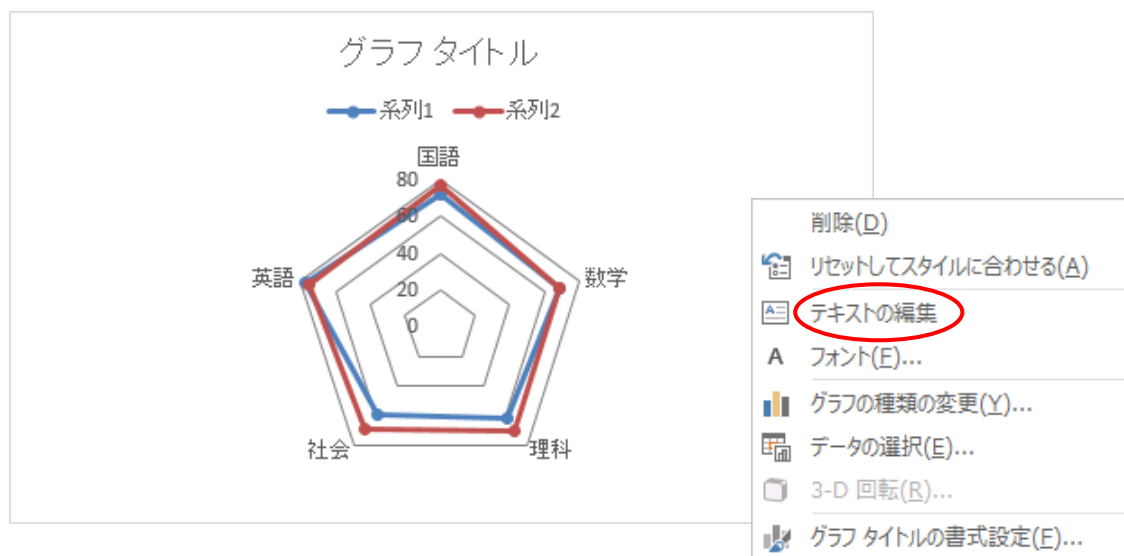 グラフ タイトル
系列1 系列2
国語
80
60
40
20
0
英語
数学
社会
理科
削除(D)
リセットしてスタイルに合わせる(A)
テキストの編集
フォント(F)...
グラフの種類の変更(Y)...
データの選択(E)...
3-D 回転(R)...
グラフ タイトルの書式設定(F)...